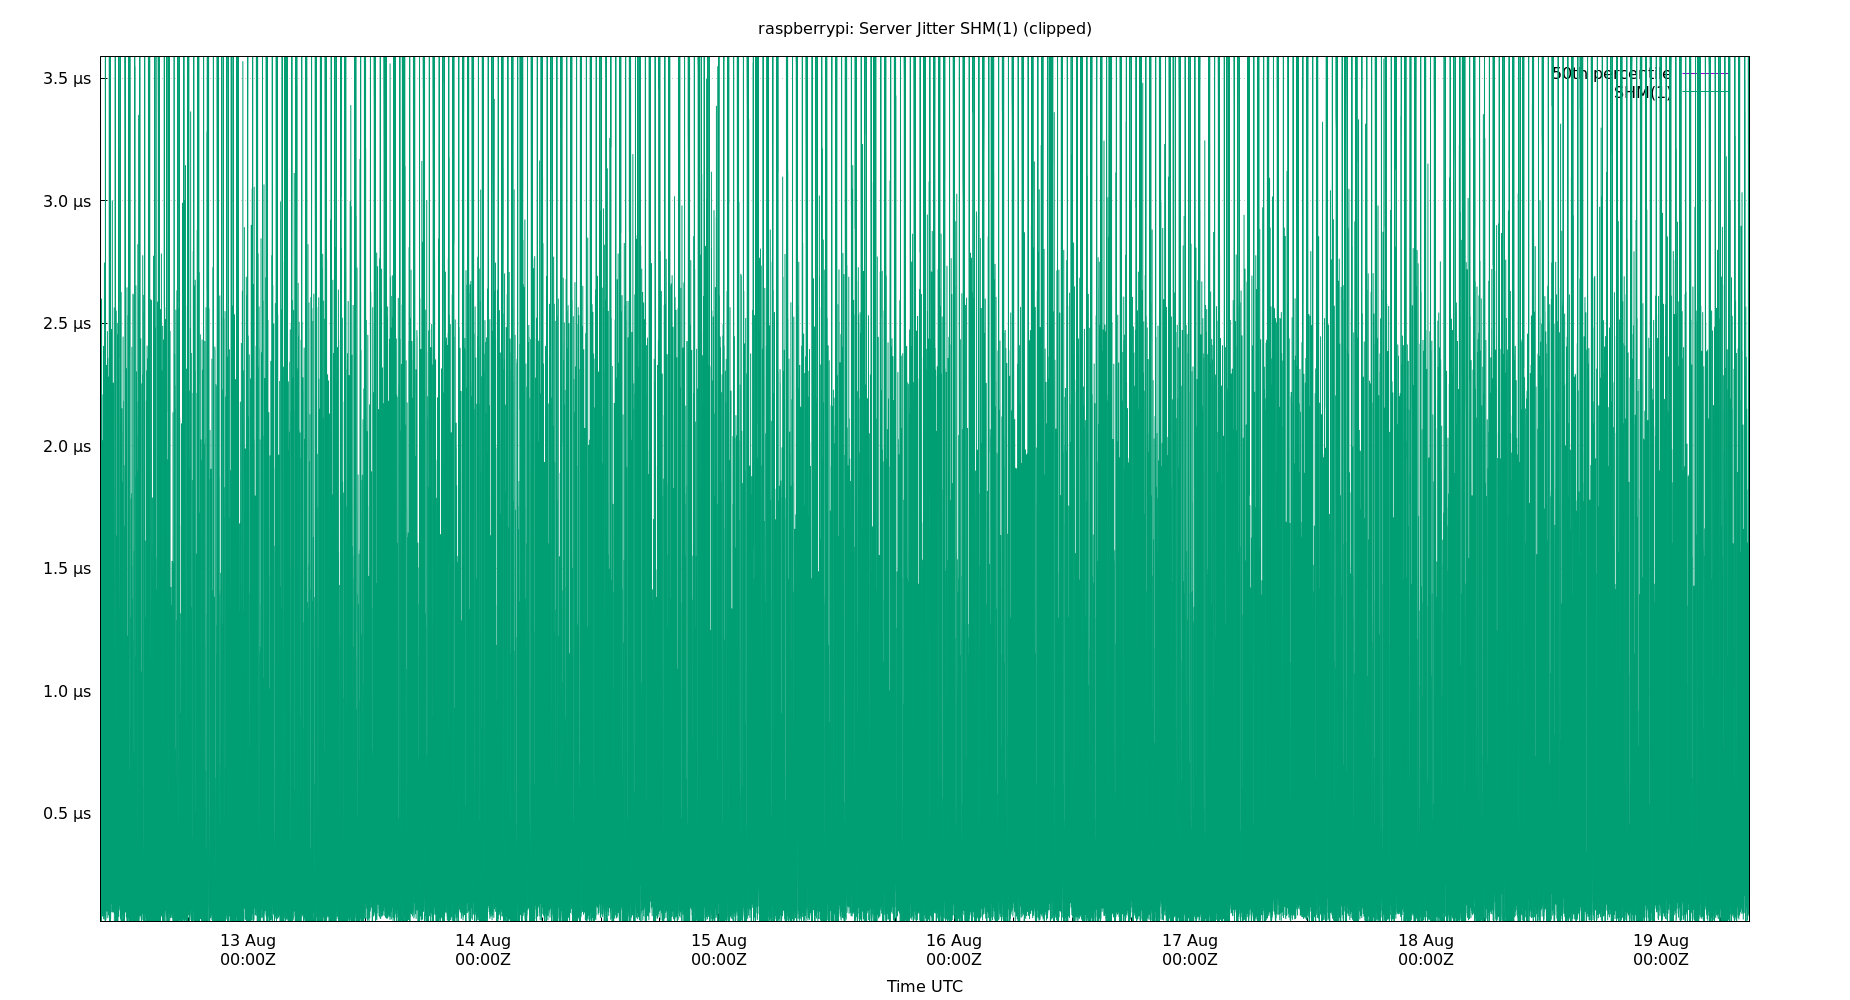 raspberrypi: Server Jitter SHM(1) (clipped)
50th percentile
SHM(1)
3.5 µs
3.0 µs
2.5 µs
2.0 µs
1.5 µs
1.0 µs
0.5 µs
13 Aug 14 Aug 15 Aug 16 Aug 17 Aug 18 Aug 19 Aug
00:00Z 00:00Z 00:00Z 00:00Z 00:00Z 00:00Z 00:00Z
Time UTC